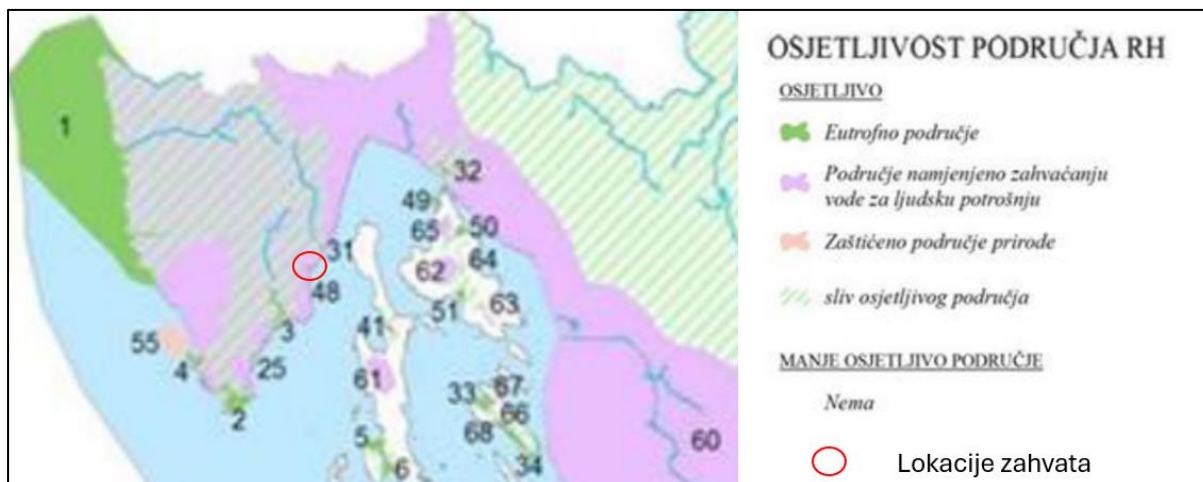 OSJETLJIVOST PODRUČJA RH
OSJETLJIVO
Eutrofno područje
Područje namjenjeno zahvaćanju
vode za ljudsku potrošnju
Zaštićeno područje prirode
sliv osjetljivog područja
MANJE OSJETLJIVO PODRUČJE
Nema
Lokacije zahvata
1
32
49
65
50
31
62
64
48
51
63
3
41
55
4
25
61
2
33
67
66
68
5
6
34
60